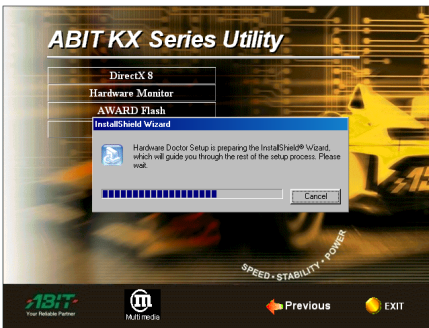 ABIT KX Series Utility
DirectX 8
Hardware Monitor
AWARD Flash
InstallShield Wizard
Hardware Doctor Setup is preparing the InstallShield® Wizard,
which will guide you through the rest of the setup process. Please
wait.
Cancel
SPEED • STABILITY • POWER
ABIT
Your Reliable Partner
m
Multi media
Previous
EXIT